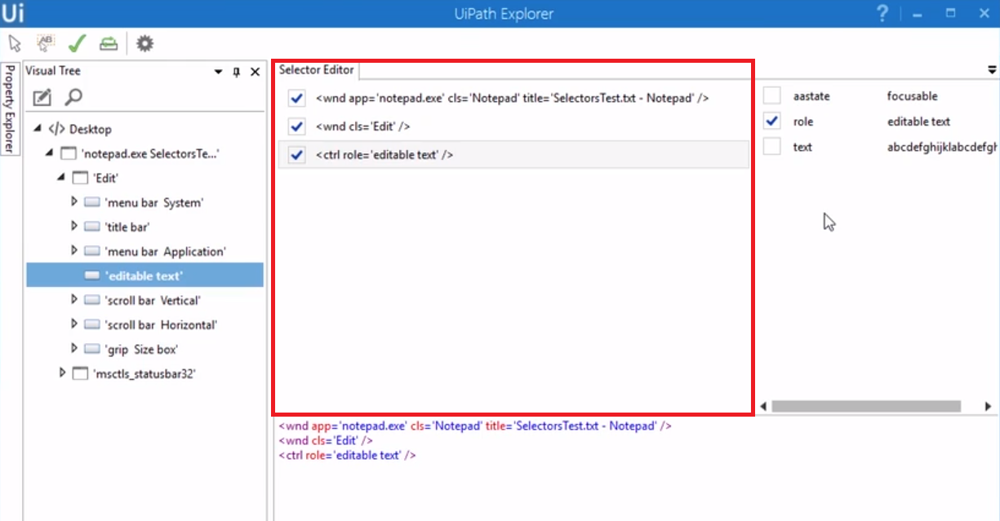 Ui
UiPath Explorer
?
AB
Property Explorer
Visual Tree
</> Desktop
'notepad.exe SelectorsTe...'
'Edit'
'menu bar System'
'title bar'
'menu bar Application'
'editable text'
'scroll bar Vertical'
'scroll bar Horizontal'
'grip Size box'
'msctls_statusbar32'
Selector Editor
<wnd app='notepad.exe' cls='Notepad' title='SelectorsTest.txt - Notepad' />
<wnd cls='Edit' />
<ctrl role='editable text' />
aastate focusable
role editable text
text abcdefghijklabcdefgh
<wnd app='notepad.exe' cls='Notepad' title='SelectorsTest.txt - Notepad' />
<wnd cls='Edit' />
<ctrl role='editable text' />